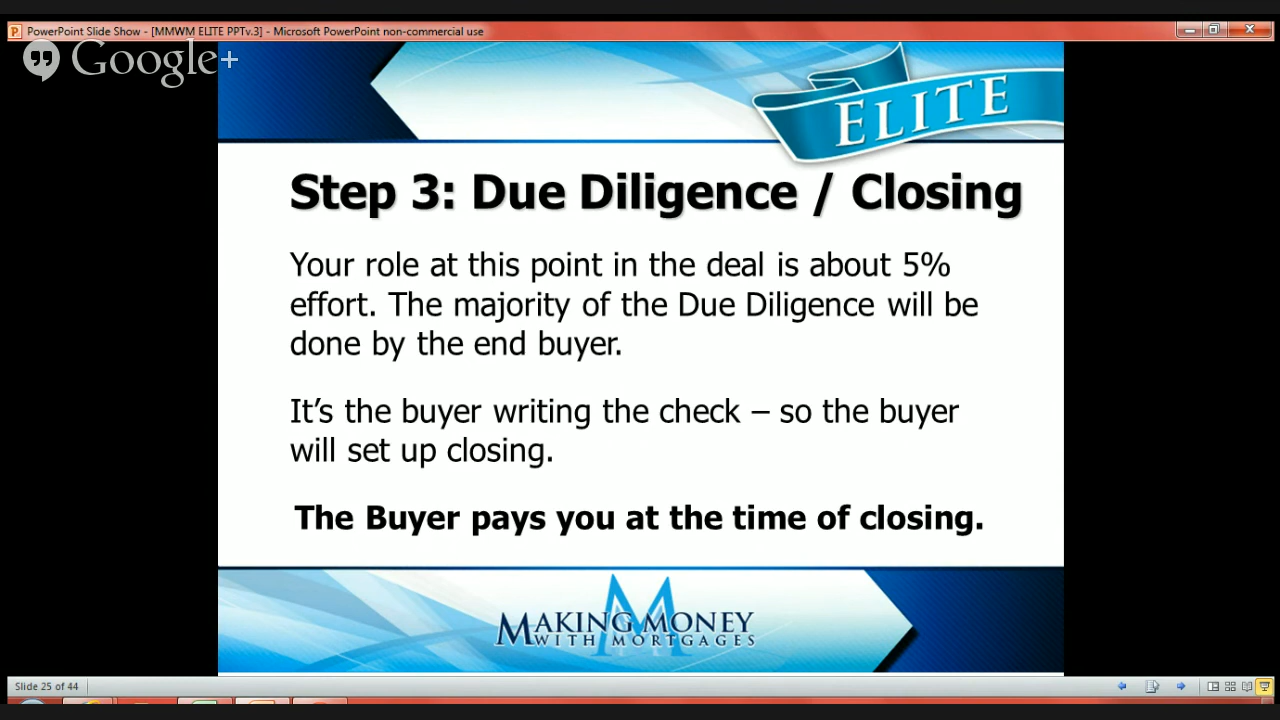 PowerPoint Slide Show - [MMWM ELITE PPTv.3] - Microsoft PowerPoint non-commercial use
Google+
ELITE
Step 3: Due Diligence / Closing
Your role at this point in the deal is about 5%
effort. The majority of the Due Diligence will be
done by the end buyer.
It's the buyer writing the check – so the buyer
will set up closing.
The Buyer pays you at the time of closing.
M
MAKING MONEY
WITH MORTGAGES
Slide 25 of 44